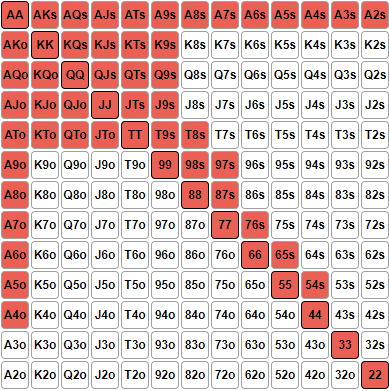 AA AKs AQs AJs ATs A9s A8s A7s A6s A5s A4s A3s A2s
AKo KK KQs KJs KTs K9s K8s K7s K6s K5s K4s K3s K2s
AQo KQo QQ QJs QTs Q9s Q8s Q7s Q6s Q5s Q4s Q3s Q2s
AJo KJo QJo JJ JTs J9s J8s J7s J6s J5s J4s J3s J2s
ATo KTo QTo JTo TT T9s T8s T7s T6s T5s T4s T3s T2s
A9o K9o Q9o J9o T9o 99 98s 97s 96s 95s 94s 93s 92s
A8o K8o Q8o J8o T8o 98o 88 87s 86s 85s 84s 83s 82s
A7o K7o Q7o J7o T7o 97o 87o 77 76s 75s 74s 73s 72s
A6o K6o Q6o J6o T6o 96o 86o 76o 66 65s 64s 63s 62s
A5o K5o Q5o J5o T5o 95o 85o 75o 65o 55 54s 53s 52s
A4o K4o Q4o J4o T4o 94o 84o 74o 64o 54o 44 43s 42s
A3o K3o Q3o J3o T3o 93o 83o 73o 63o 53o 43o 33 32s
A2o K2o Q2o J2o T2o 92o 82o 72o 62o 52o 42o 32o 22